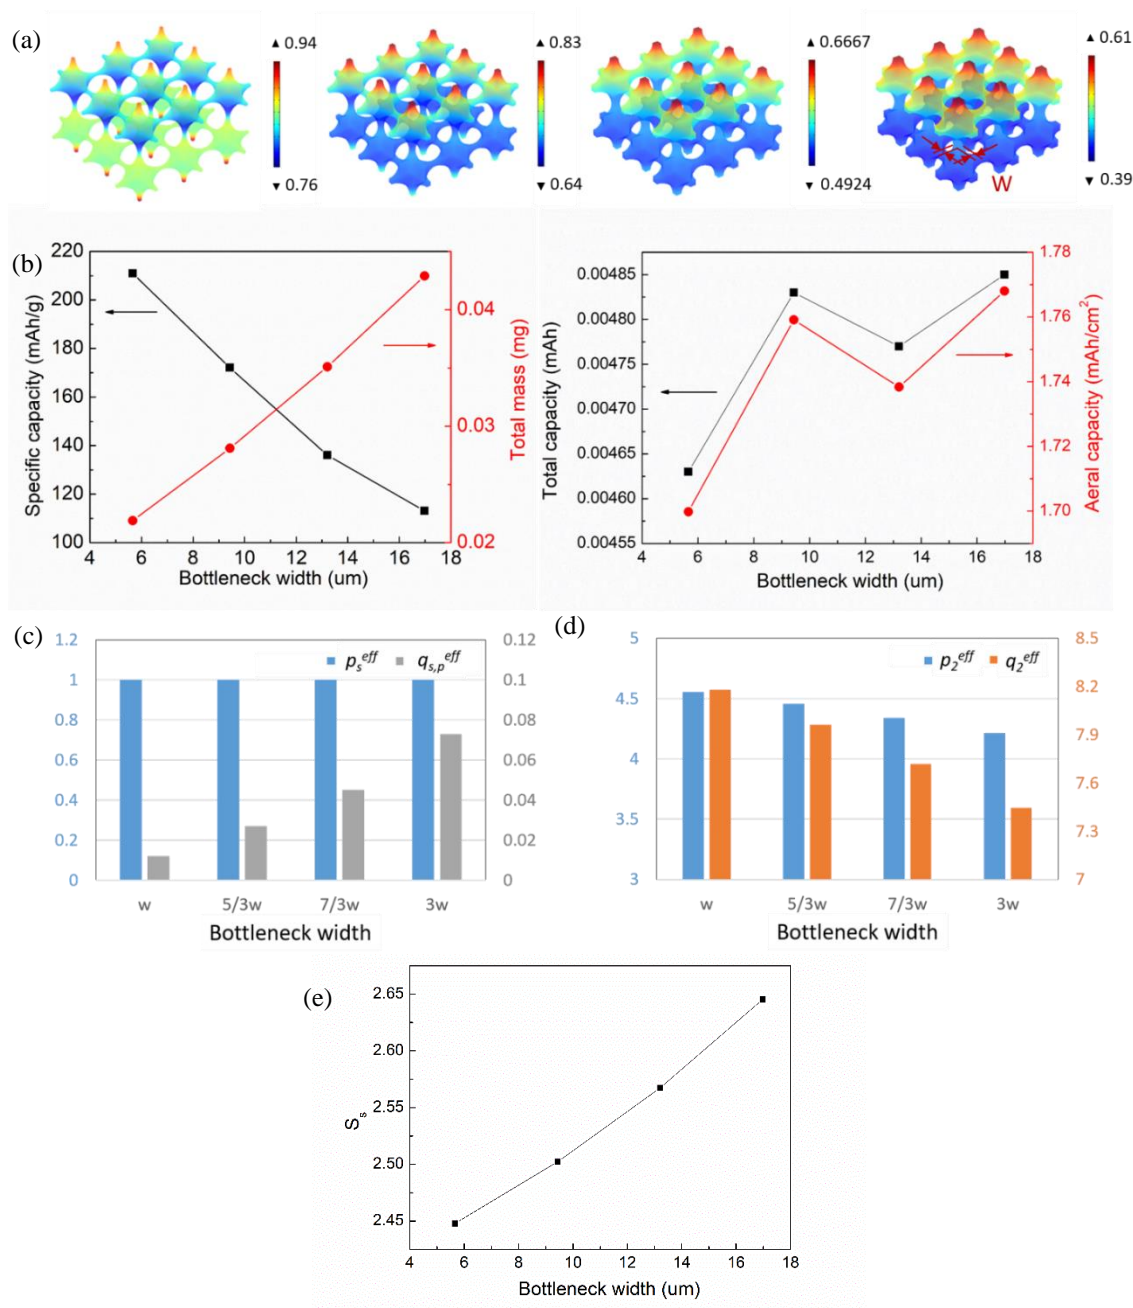 (a)
▲ 0.94
▼ 0.76
▲ 0.83
▼ 0.64
▲ 0.6667
▼ 0.4924
▲ 0.61
▼ 0.39
W
(b)
220
200
180
160
140
120
100
Specific capacity (mAh/g)
4 6 8 10 12 14 16 18
Bottleneck width (um)
0.04
0.03
0.02
Total mass (mg)
0.00485
0.00480
0.00475
0.00470
0.00465
0.00460
0.00455
Total capacity (mAh)
4 6 8 10 12 14 16 18
Bottleneck width (um)
1.78
1.76
1.74
1.72
1.70
Aeral capacity (mAh/cm²)
(c)
1.2
1
0.8
0.6
0.4
0.2
0
pₛᵉᶠᶠ qₛ,ₚᵉᶠᶠ
0.12
0.1
0.08
0.06
0.04
0.02
0
w 5/3w 7/3w 3w
Bottleneck width
(d)
5
4.5
4
3.5
3
p₂ᵉᶠᶠ q₂ᵉᶠᶠ
8.5
8.2
7.9
7.6
7.3
7
w 5/3w 7/3w 3w
Bottleneck width
(e)
2.65
2.60
2.55
2.50
2.45
Sₛ
4 6 8 10 12 14 16 18
Bottleneck width (um)